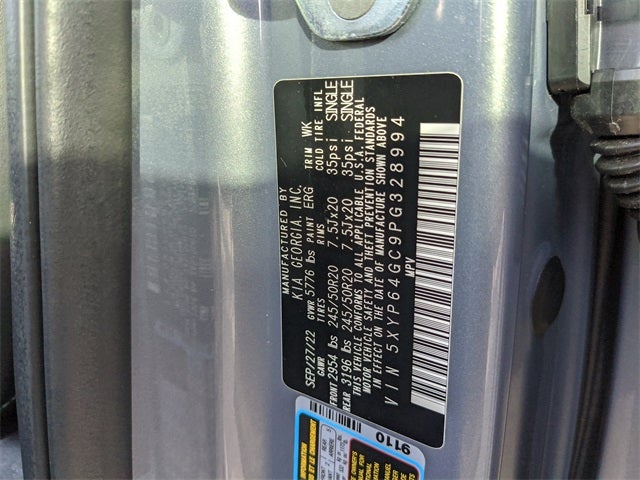 MANUFACTURED BY
KIA GEORGIA, INC.
SEP/27/22 GVWR 5776 lbs PAINT ERG TRIM WK
GAWR TIRES RIMS COLD TIRE INFL
FRONT 2954 lbs 245/50R20 7.5Jx20 35psi SINGLE
REAR 3196 lbs 245/50R20 7.5Jx20 35psi SINGLE
THIS VEHICLE CONFORMS TO ALL APPLICABLE U.S.A. FEDERAL
MOTOR VEHICLE SAFETY AND THEFT PREVENTION STANDARDS
IN EFFECT ON THE DATE OF MANUFACTURE SHOWN ABOVE
VIN 5XYP64GC9PG328994
MPV
9110